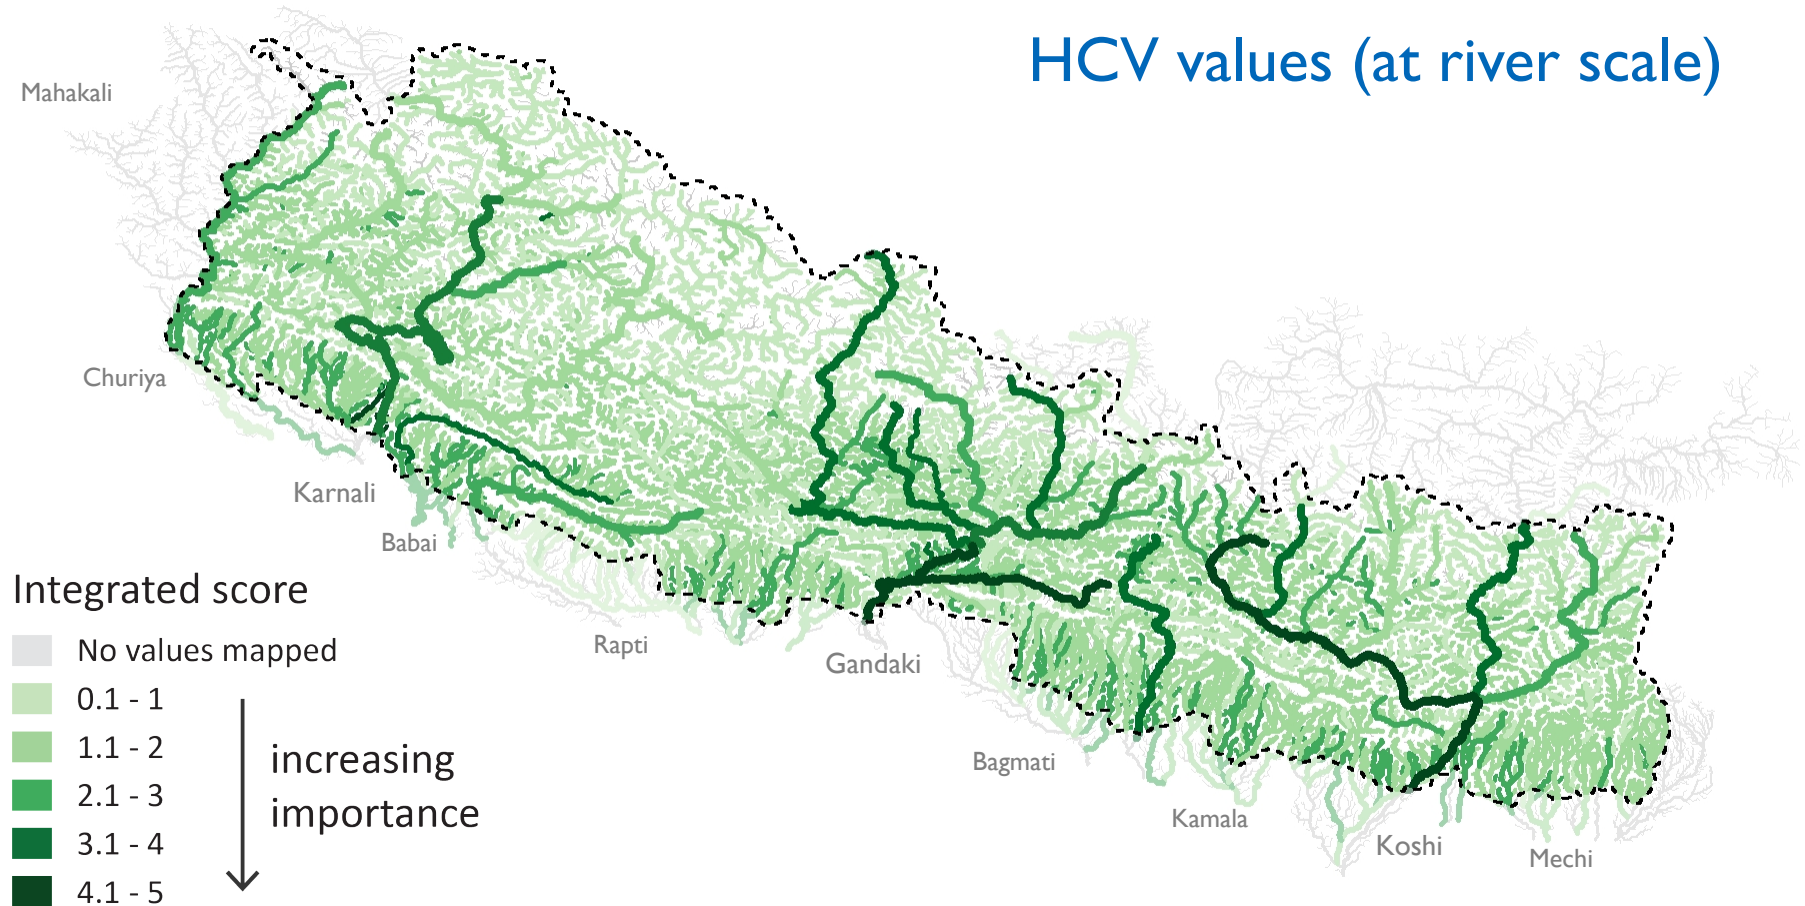 HCV values (at river scale)
Mahakali
Churiya
Karnali
Babai
Rapti
Gandaki
Bagmati
Kamala
Koshi
Mechi
Integrated score
No values mapped
0.1 - 1
1.1 - 2
2.1 - 3
3.1 - 4
4.1 - 5
increasing
importance